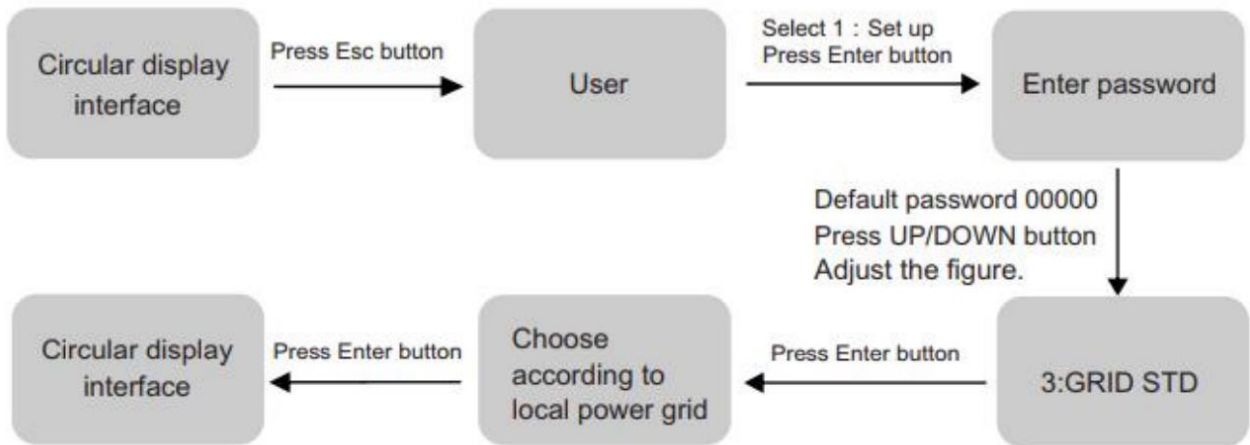 Circular display
interface
Press Esc button
User
Select 1 : Set up
Press Enter button
Enter password
Default password 00000
Press UP/DOWN button
Adjust the figure.
3:GRID STD
Press Enter button
Choose
according to
local power grid
Press Enter button
Circular display
interface